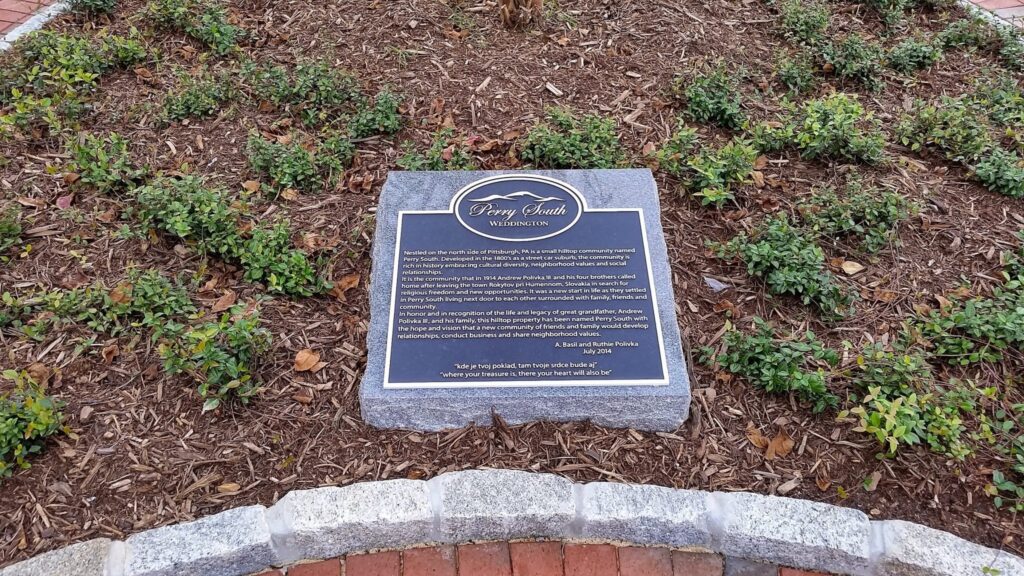 Perry South
WEDDINGTON
Nestled on the north side of Pittsburgh, PA is a small hilltop community named
Perry South. Developed in the 1800's as a street car suburb, the community is
rich in history embracing cultural diversity, neighborhood values and social
relationships.
It is the community that in 1914 Andrew Polivka III and his four brothers called
home after leaving the town Rokytov pri Humennom, Slovakia in search for
religious freedom and new opportunities. It was a new start in life as they settled
in Perry South living next door to each other surrounded with family, friends and
community.
In honor and in recognition of the life and legacy of great grandfather, Andrew
Polivka III, and his family, this hilltop property has been named Perry South with
the hope and vision that a new community of friends and family would develop
relationships, conduct business and share neighborhood values.
A. Basil and Ruthie Polivka
July 2014
"kde je tvoj poklad, tam tvoje srdce bude aj"
"where your treasure is, there your heart will also be"